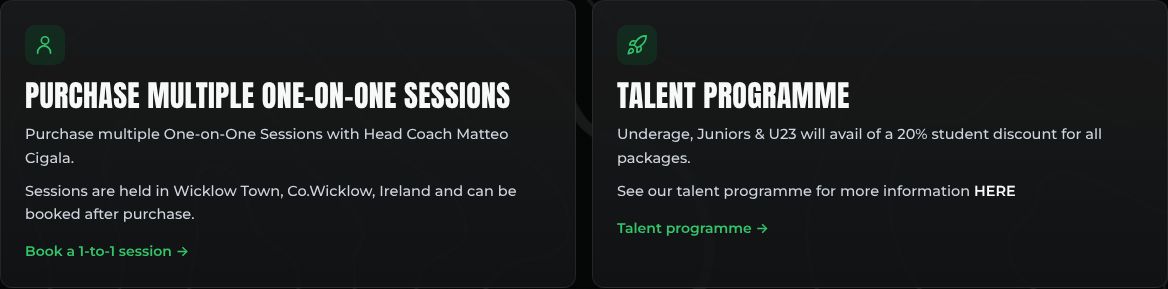 PURCHASE MULTIPLE ONE-ON-ONE SESSIONS
Purchase multiple One-on-One Sessions with Head Coach Matteo
Cigala.
Sessions are held in Wicklow Town, Co.Wicklow, Ireland and can be
booked after purchase.
Book a 1-to-1 session →
TALENT PROGRAMME
Underage, Juniors & U23 will avail of a 20% student discount for all
packages.
See our talent programme for more information HERE
Talent programme →